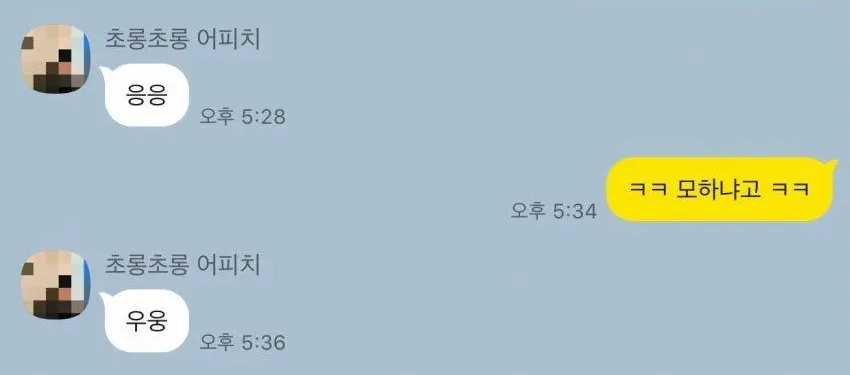 초롱초롱 어피치
응응
오후 5:28
ㅋㅋ 모하냐고 ㅋㅋ
오후 5:34
초롱초롱 어피치
우웅
오후 5:36